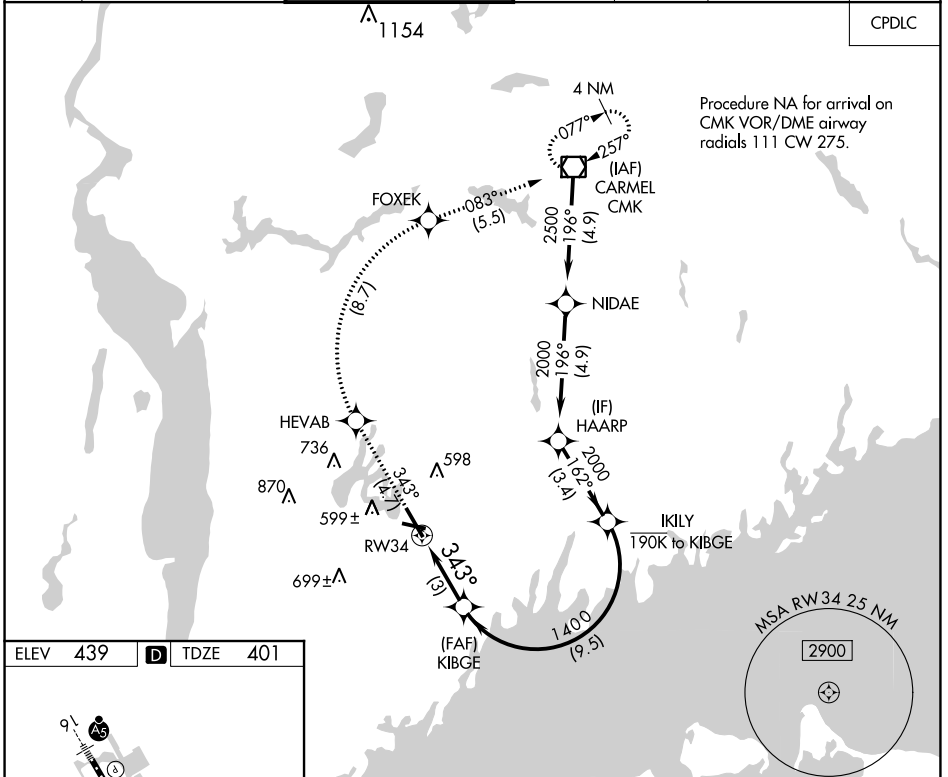 1154
CPDLC
4 NM
077°
257°
Procedure NA for arrival on
CMK VOR/DME airway
radials 111 CW 275.
(IAF)
CARMEL
CMK
FOXEK
083°
(5.5)
2500
196°
(4.9)
(8.7)
NIDAE
2000
196°
(4.9)
HEVAB
(IF)
HAARP
736
598
343°
(4.7)
2000
162°
(3.4)
870
599±
IKILY
190K to KIBGE
RW34
343°
(3)
699±
1400
(9.5)
(FAF)
KIBGE
MSA RW34 25 NM
2900
ELEV 439 D TDZE 401
16
A5
P